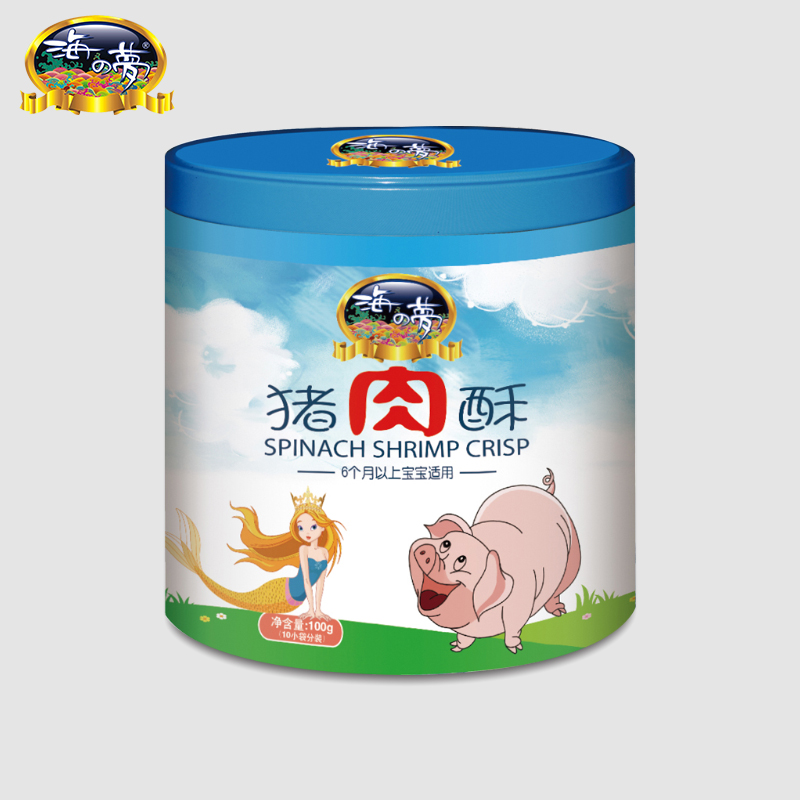 海の夢®
海の夢
海の夢
猪肉酥
SPINACH SHRIMP CRISP
6个月以上宝宝适用
净含量:100g
(10小袋分装)